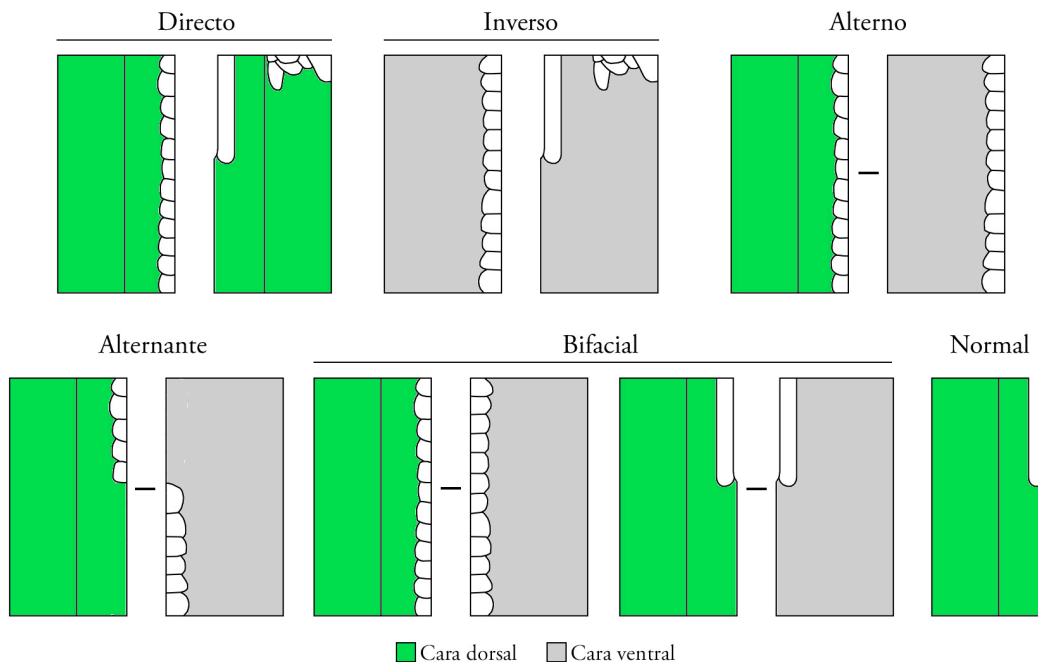 Directo Inverso Alterno
Alternante Bifacial Normal
Cara dorsal Cara ventral